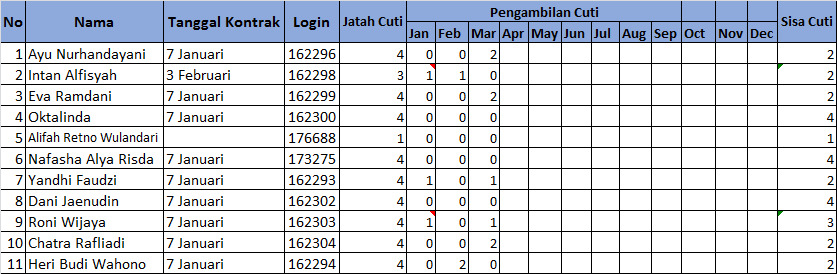 No Nama Tanggal Kontrak Login Jatah Cuti Pengambilan Cuti Sisa Cuti
Jan Feb Mar Apr May Jun Jul Aug Sep Oct Nov Dec
1 Ayu Nurhandayani 7 Januari 162296 4 0 0 2 2
2 Intan Alfisyah 3 Februari 162298 3 1 1 0 2
3 Eva Ramdani 7 Januari 162299 4 0 0 2 2
4 Oktalinda 7 Januari 162300 4 0 0 0 4
5 Alifah Retno Wulandari 176688 1 0 0 0 1
6 Nafasha Alya Risda 7 Januari 173275 4 0 0 0 4
7 Yandhi Faudzi 7 Januari 162293 4 1 0 1 2
8 Dani Jaenudin 7 Januari 162302 4 0 0 0 4
9 Roni Wijaya 7 Januari 162303 4 1 0 1 3
10 Chatra Rafliadi 7 Januari 162304 4 0 0 2 2
11 Heri Budi Wahono 7 Januari 162294 4 0 2 0 2